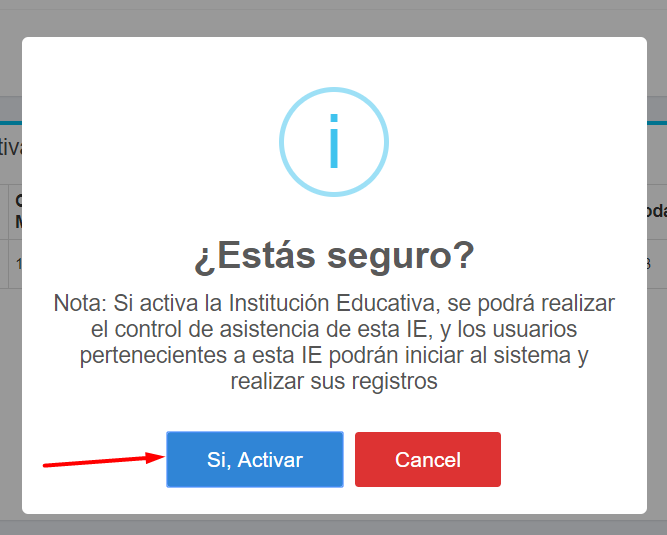 ¿Estás seguro?
Nota: Si activa la Institución Educativa, se podrá realizar
el control de asistencia de esta IE, y los usuarios
pertenecientes a esta IE podrán iniciar al sistema y
realizar sus registros
Si, Activar
Cancel